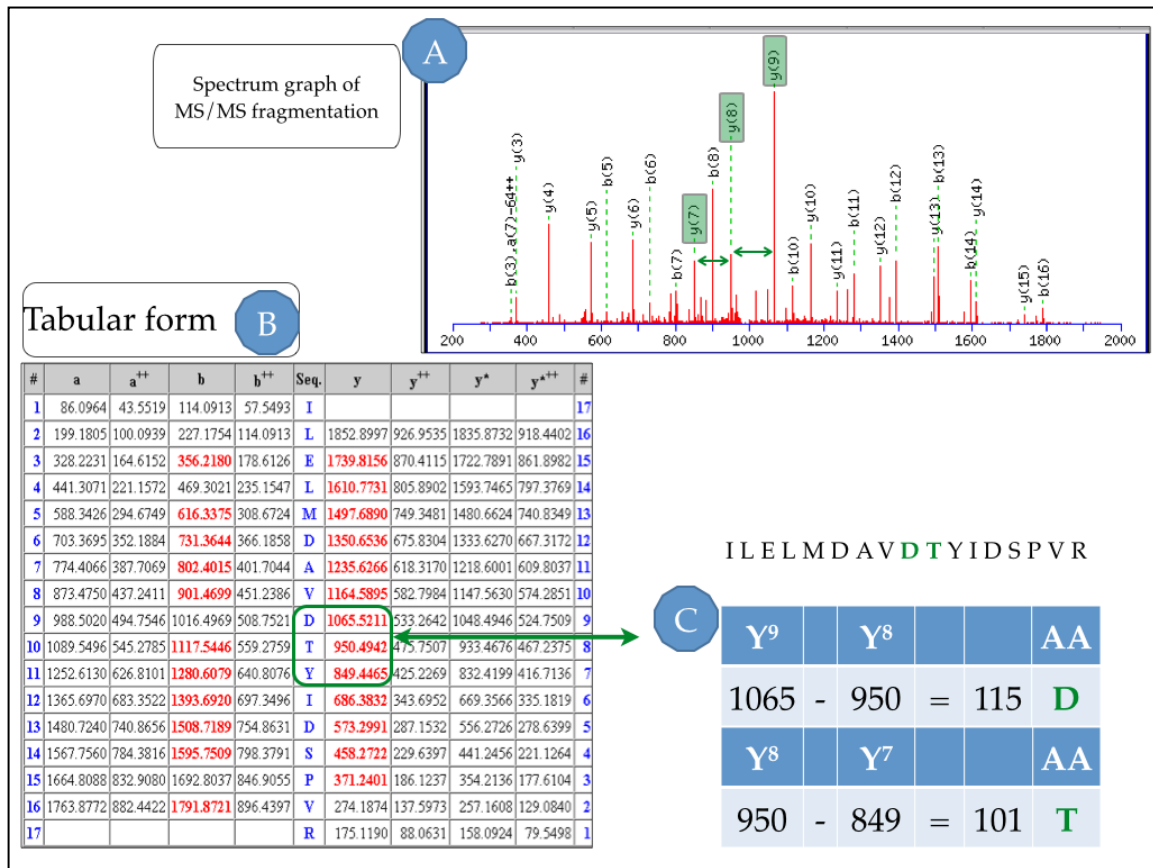 A
Spectrum graph of
MS/MS fragmentation
b(3),a(7)-64++
y(3)
y(4)
y(5)
b(5)
y(6)
b(6)
b(7)
y(7)
b(8)
y(8)
y(9)
b(10)
y(10)
y(11)
b(11)
y(12)
b(12)
y(13)
b(13)
b(14)
y(14)
y(15)
b(16)
200 400 600 800 1000 1200 1400 1600 1800 2000
Tabular form B
# a a++ b b++ Seq. y y++ y* y*++ #
1 86.0964 43.5519 114.0913 57.5493 I 17
2 199.1805 100.0939 227.1754 114.0913 L 1852.8997 926.9535 1835.8732 918.4402 16
3 328.2231 164.6152 356.2180 178.6126 E 1739.8156 870.4115 1722.7891 861.8982 15
4 441.3071 221.1572 469.3021 235.1547 L 1610.7731 805.8902 1593.7465 797.3769 14
5 588.3426 294.6749 616.3375 308.6724 M 1497.6890 749.3481 1480.6624 740.8349 13
6 703.3695 352.1884 731.3644 366.1858 D 1350.6536 675.8304 1333.6270 667.3172 12
7 774.4066 387.7069 802.4015 401.7044 A 1235.6266 618.3170 1218.6001 609.8037 11
8 873.4750 437.2411 901.4699 451.2386 V 1164.5895 582.7984 1147.5630 574.2851 10
9 988.5020 494.7546 1016.4969 508.7521 D 1065.5211 533.2642 1048.4946 524.7509 9
10 1089.5496 545.2785 1117.5446 559.2759 T 950.4942 475.7507 933.4676 467.2375 8
11 1252.6130 626.8101 1280.6079 640.8076 Y 849.4465 425.2269 832.4199 416.7136 7
12 1365.6970 683.3522 1393.6920 697.3496 I 686.3832 343.6952 669.3566 335.1819 6
13 1480.7240 740.8656 1508.7189 754.8631 D 573.2991 287.1532 556.2726 278.6399 5
14 1567.7560 784.3816 1595.7509 798.3791 S 458.2722 229.6397 441.2456 221.1264 4
15 1664.8088 832.9080 1692.8037 846.9055 P 371.2401 186.1237 354.2136 177.6104 3
16 1763.8772 882.4422 1791.8721 896.4397 V 274.1874 137.5973 257.1608 129.0840 2
17 R 175.1190 88.0631 158.0924 79.5498 1
I L E L M D A V D T Y I D S P V R
C
Y9 Y8 AA
1065 - 950 = 115 D
Y8 Y7 AA
950 - 849 = 101 T